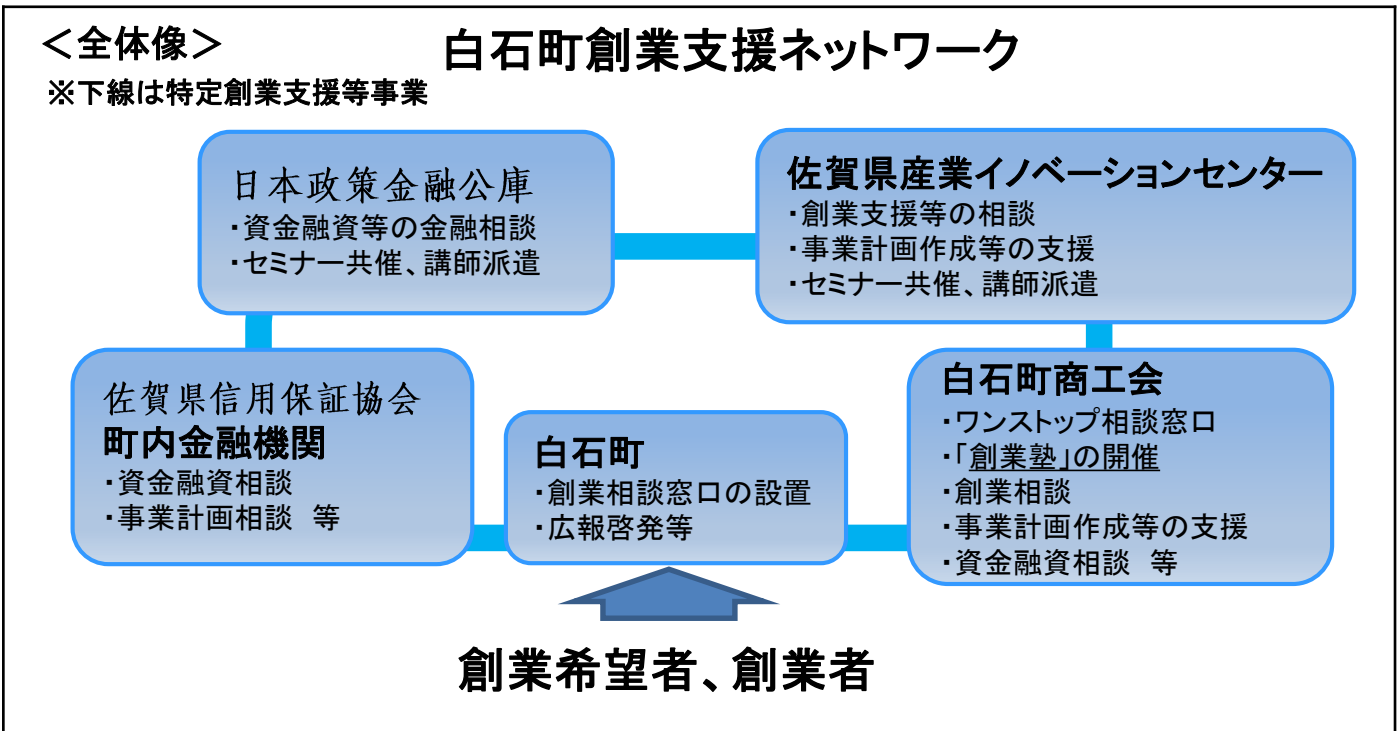 ＜全体像＞
白石町創業支援ネットワーク
※下線は特定創業支援等事業
日本政策金融公庫
・資金融資等の金融相談
・セミナー共催、講師派遣
佐賀県産業イノベーションセンター
・創業支援等の相談
・事業計画作成等の支援
・セミナー共催、講師派遣
佐賀県信用保証協会
町内金融機関
・資金融資相談
・事業計画相談　等
白石町
・創業相談窓口の設置
・広報啓発等
白石町商工会
・ワンストップ相談窓口
・「創業塾」の開催
・創業相談
・事業計画作成等の支援
・資金融資相談　等
創業希望者、創業者